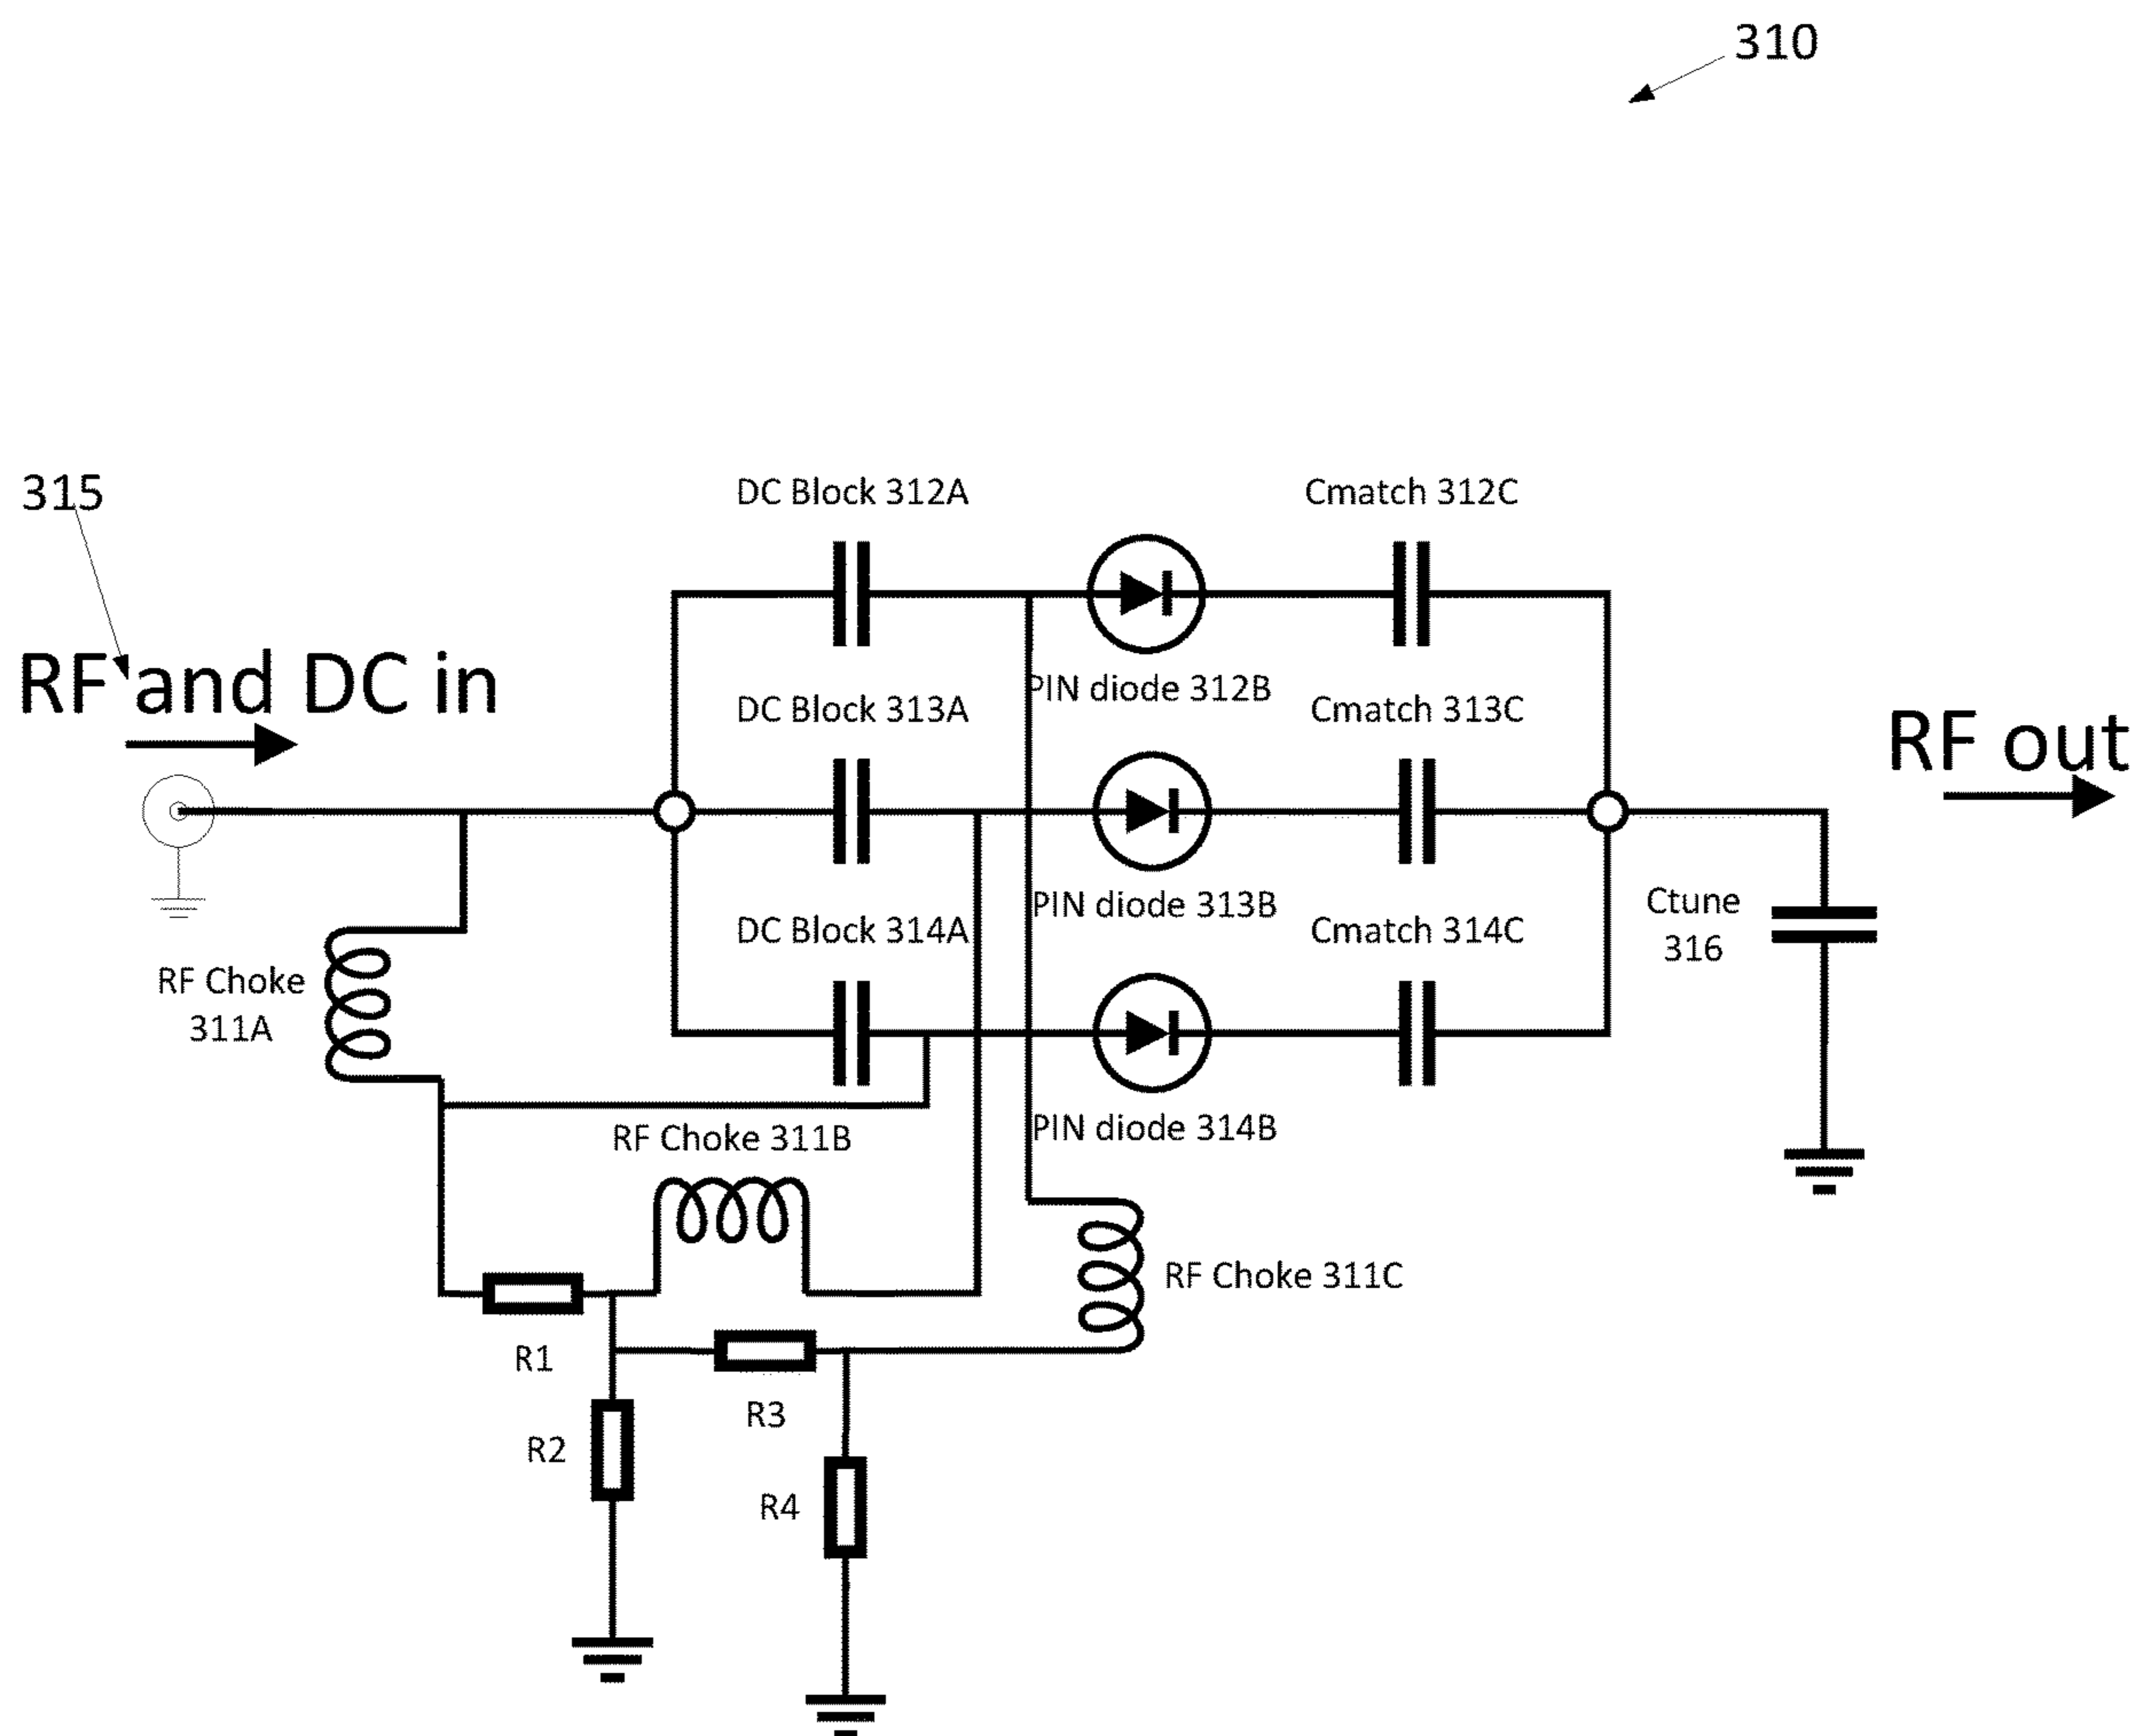 310
315
DC Block 312A
Cmatch 312C
RF and DC in
PIN diode 312B
DC Block 313A
Cmatch 313C
RF out
Ctune
316
PIN diode 313B
DC Block 314A
Cmatch 314C
RF Choke
311A
RF Choke 311B
PIN diode 314B
RF Choke 311C
R1
R3
R2
R4